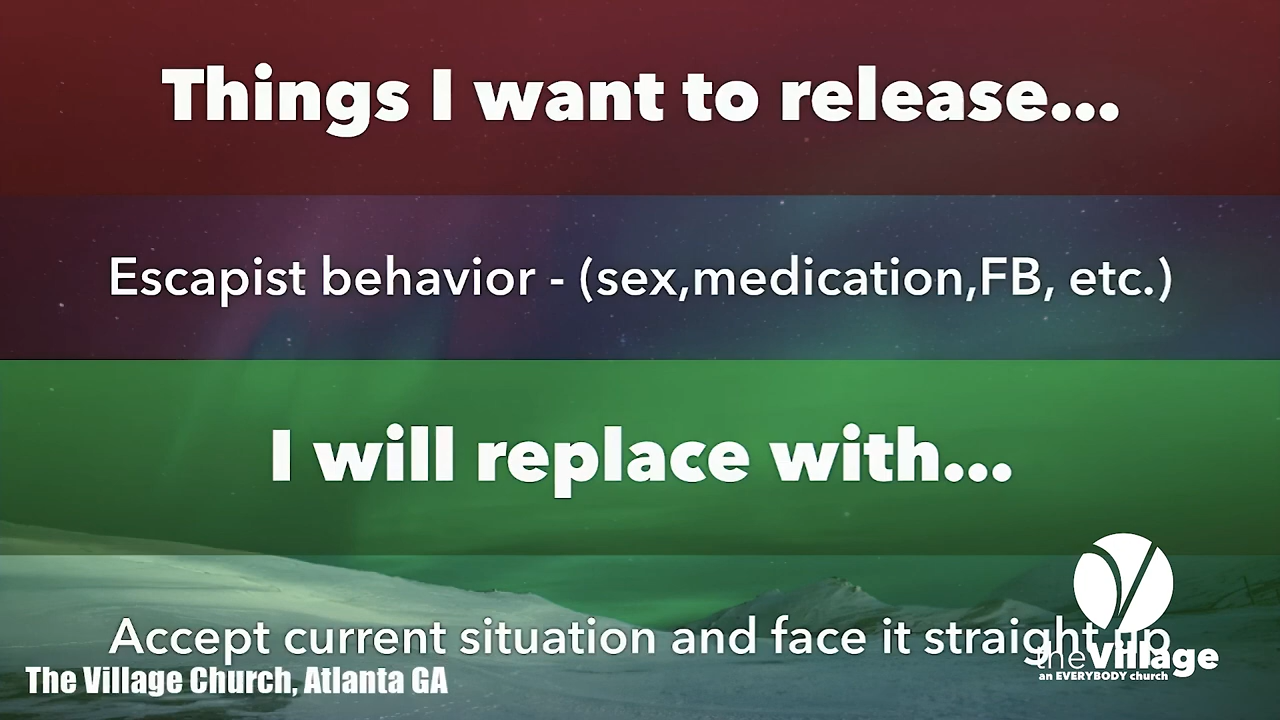 Things I want to release...
Escapist behavior - (sex,medication,FB, etc.)
I will replace with...
Accept current situation and face it straight up
theVillage
an EVERYBODY church
The Village Church, Atlanta GA